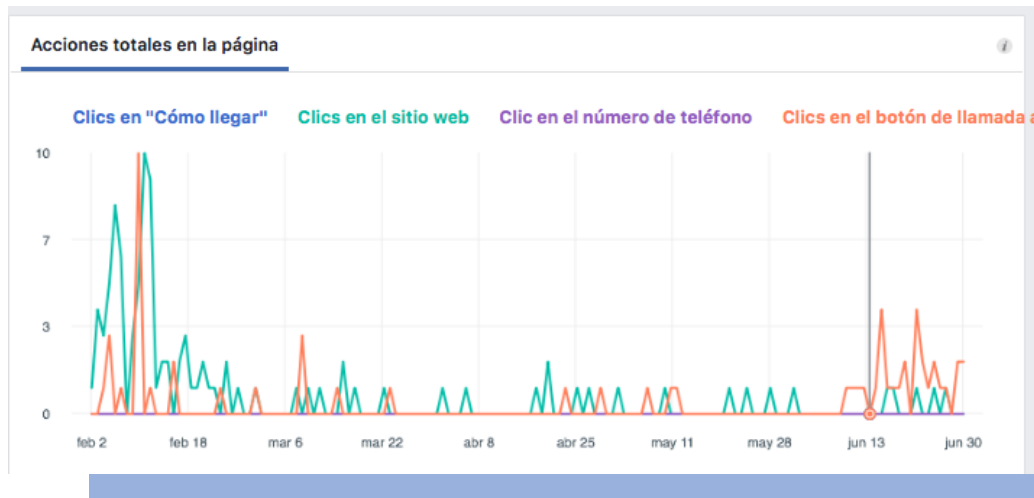 Acciones totales en la página
i
Clics en "Cómo llegar" Clics en el sitio web Clic en el número de teléfono Clics en el botón de llamada a
10
7
3
0
feb 2 feb 18 mar 6 mar 22 abr 8 abr 25 may 11 may 28 jun 13 jun 30